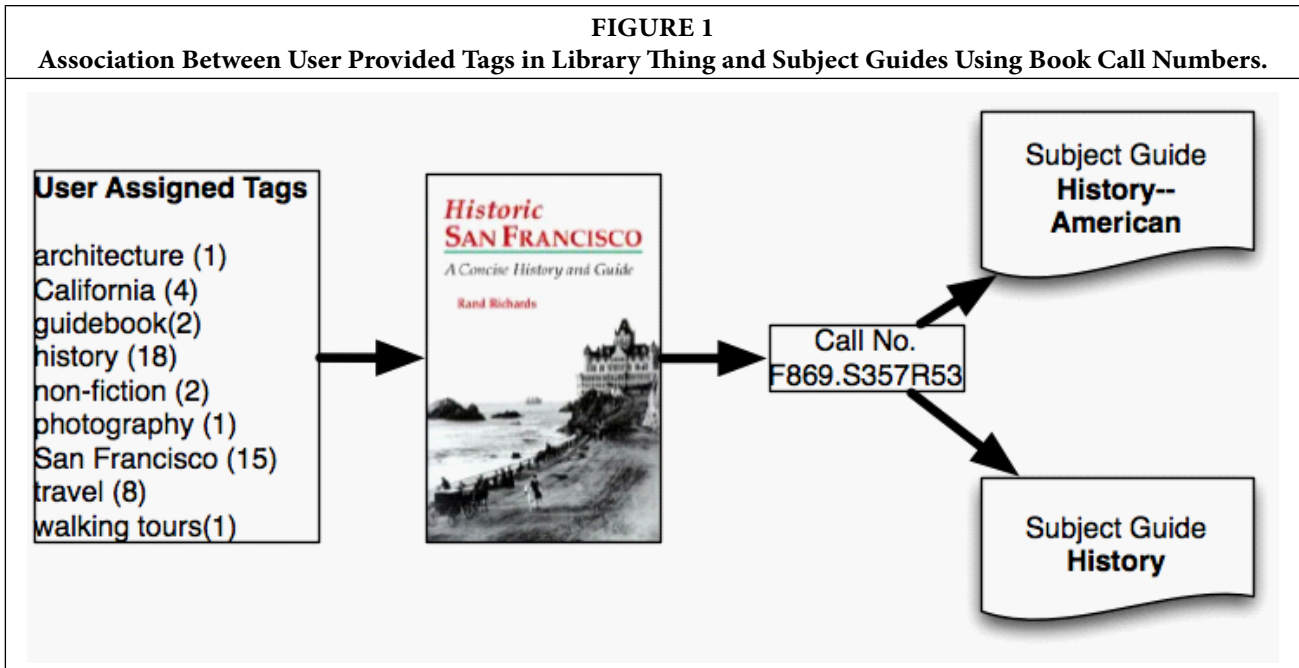 FIGURE 1
Association Between User Provided Tags in Library Thing and Subject Guides Using Book Call Numbers.
User Assigned Tags
architecture (1)
California (4)
guidebook(2)
history (18)
non-fiction (2)
photography (1)
San Francisco (15)
travel (8)
walking tours(1)
Historic
SAN FRANCISCO
A Concise History and Guide
Rand Richards
Call No.
F869.S357R53
Subject Guide
History--
American
Subject Guide
History